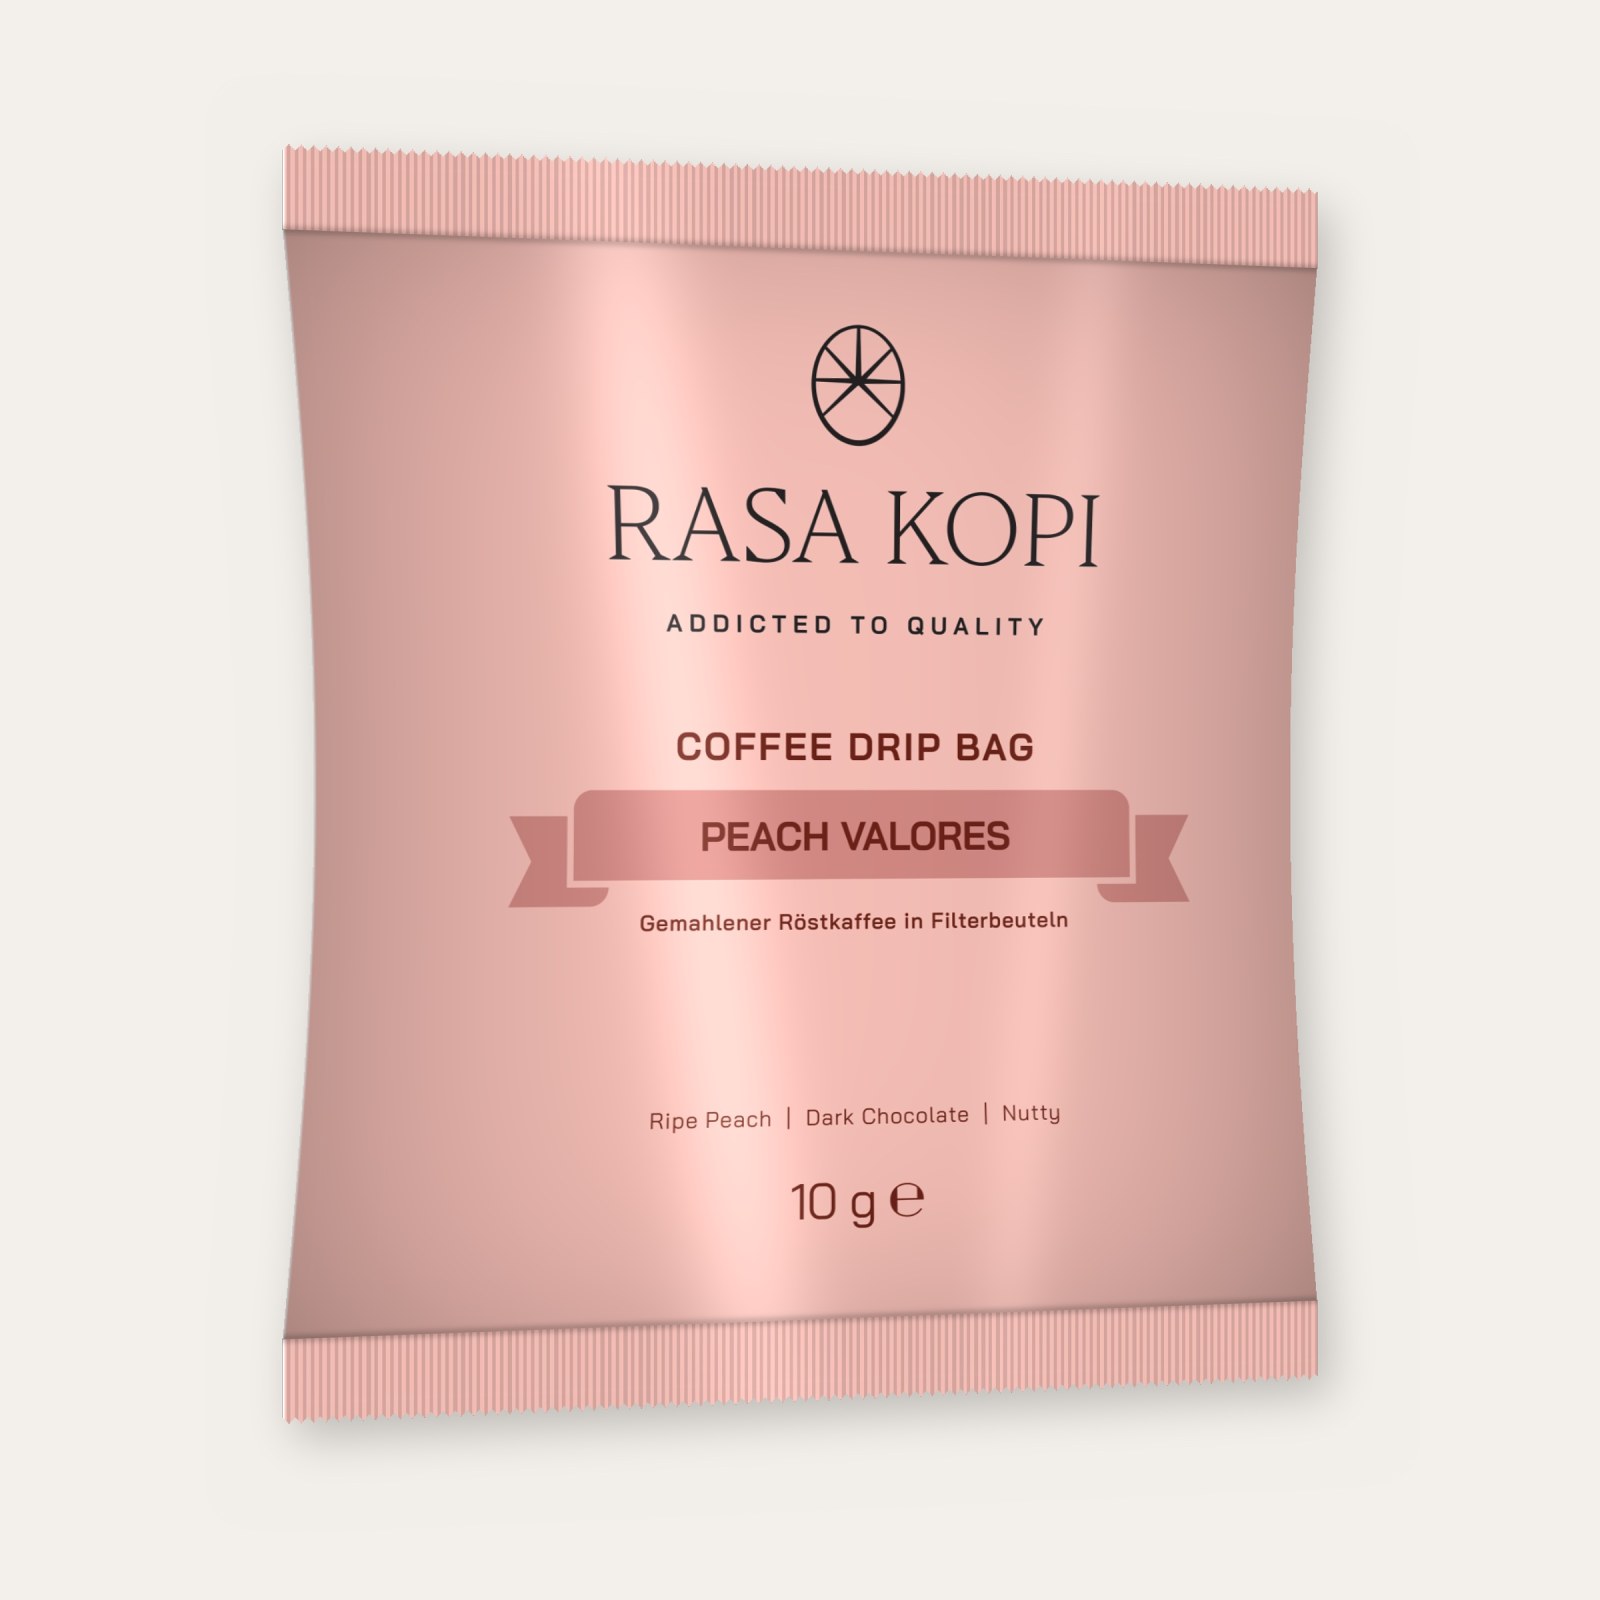 RASA KOPI
ADDICTED TO QUALITY
COFFEE DRIP BAG
PEACH VALORES
Gemahlener Röstkaffee in Filterbeuteln
Ripe Peach | Dark Chocolate | Nutty
10 g ℮